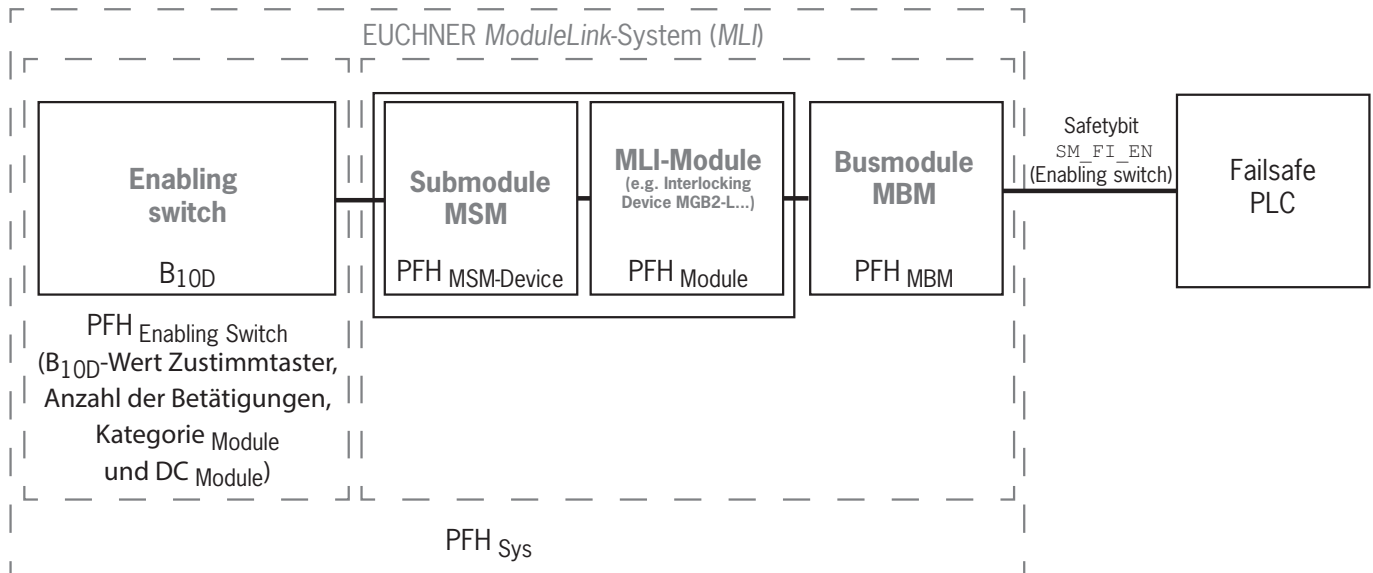 EUCHNER ModuleLink-System (MLI)
Enabling
switch
B10D
Submodule
MSM
PFH MSM-Device
MLI-Module
(e.g. Interlocking
Device MGB2-L...)
PFH Module
Busmodule
MBM
PFH MBM
Safetybit
SM_FI_EN
(Enabling switch)
Failsafe
PLC
PFH Enabling Switch
(B10D-Wert Zustimmtaster,
Anzahl der Betätigungen,
Kategorie Module
und DC Module)
PFH Sys